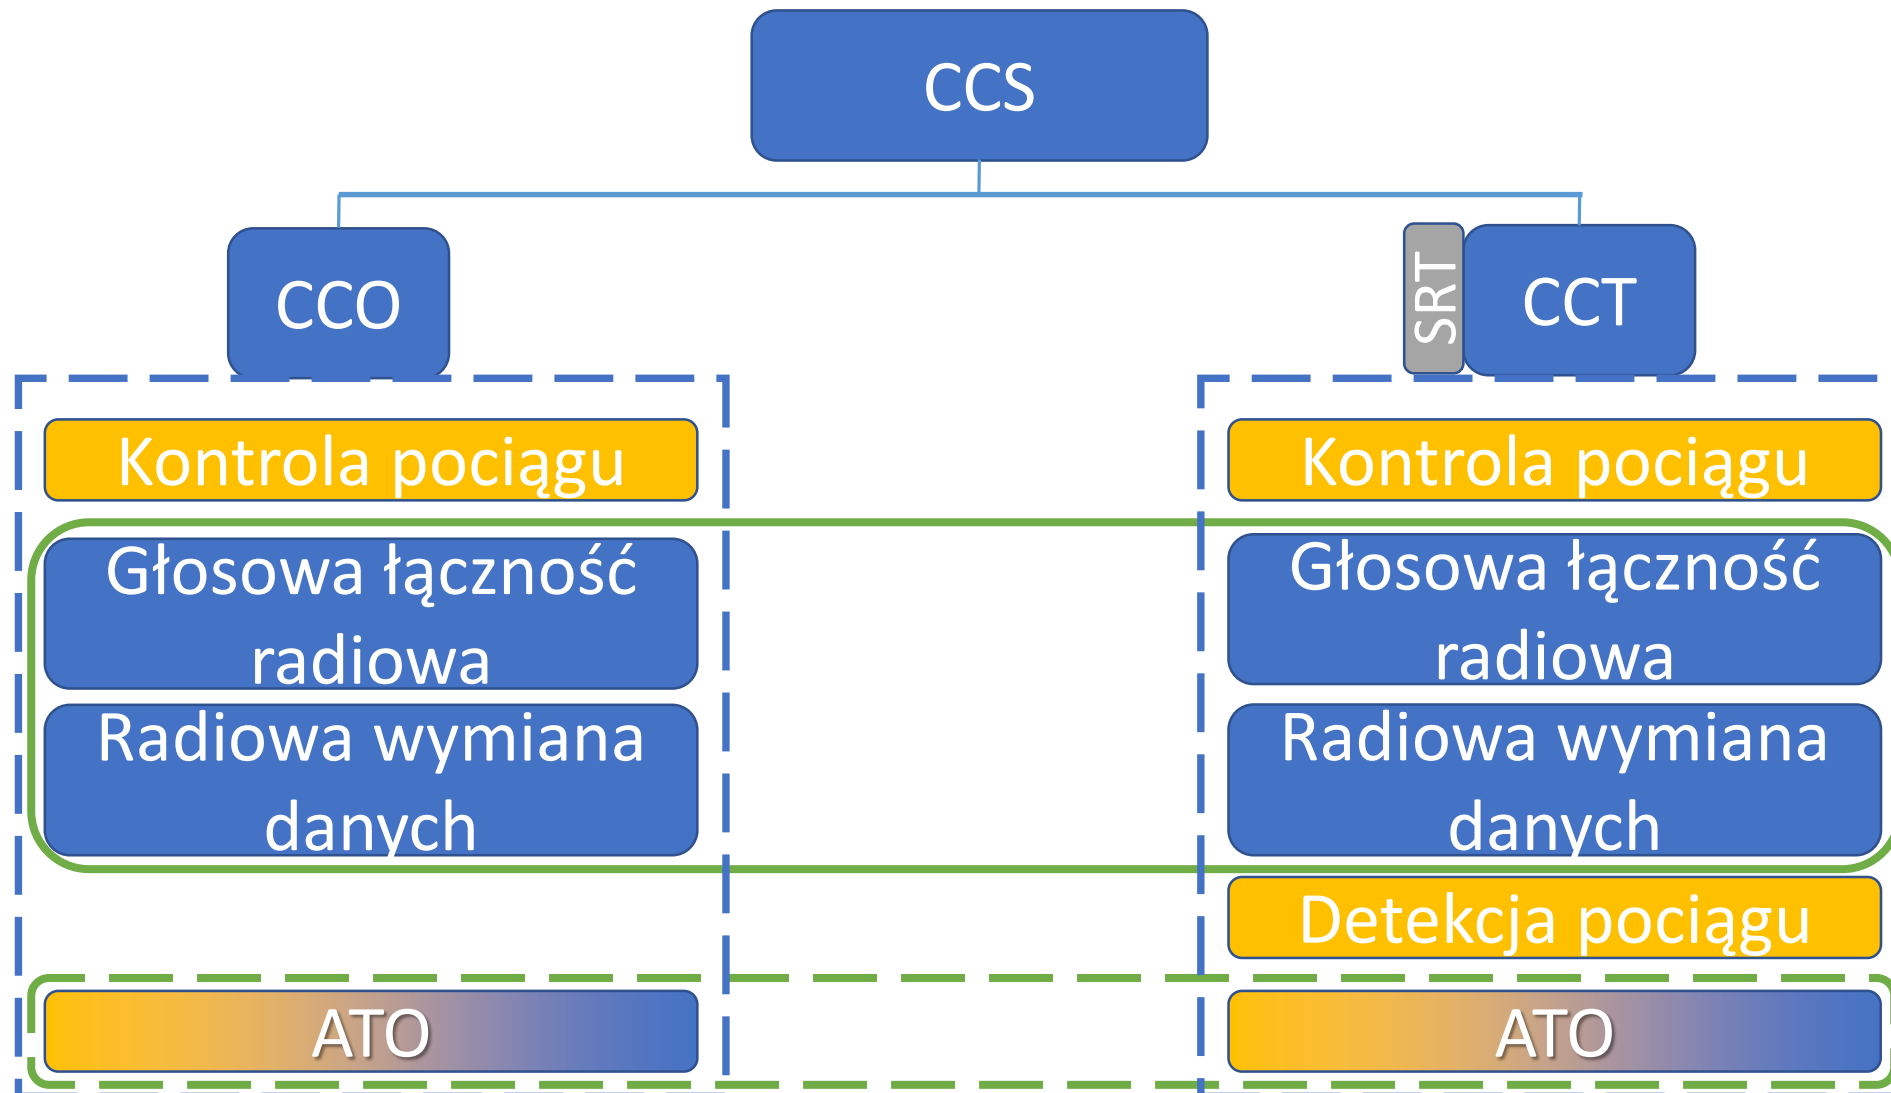 CCS
CCO
SRT
CCT
Kontrola pociągu
Głosowa łączność
radiowa
Radiowa wymiana
danych
ATO
Kontrola pociągu
Głosowa łączność
radiowa
Radiowa wymiana
danych
Detekcja pociągu
ATO